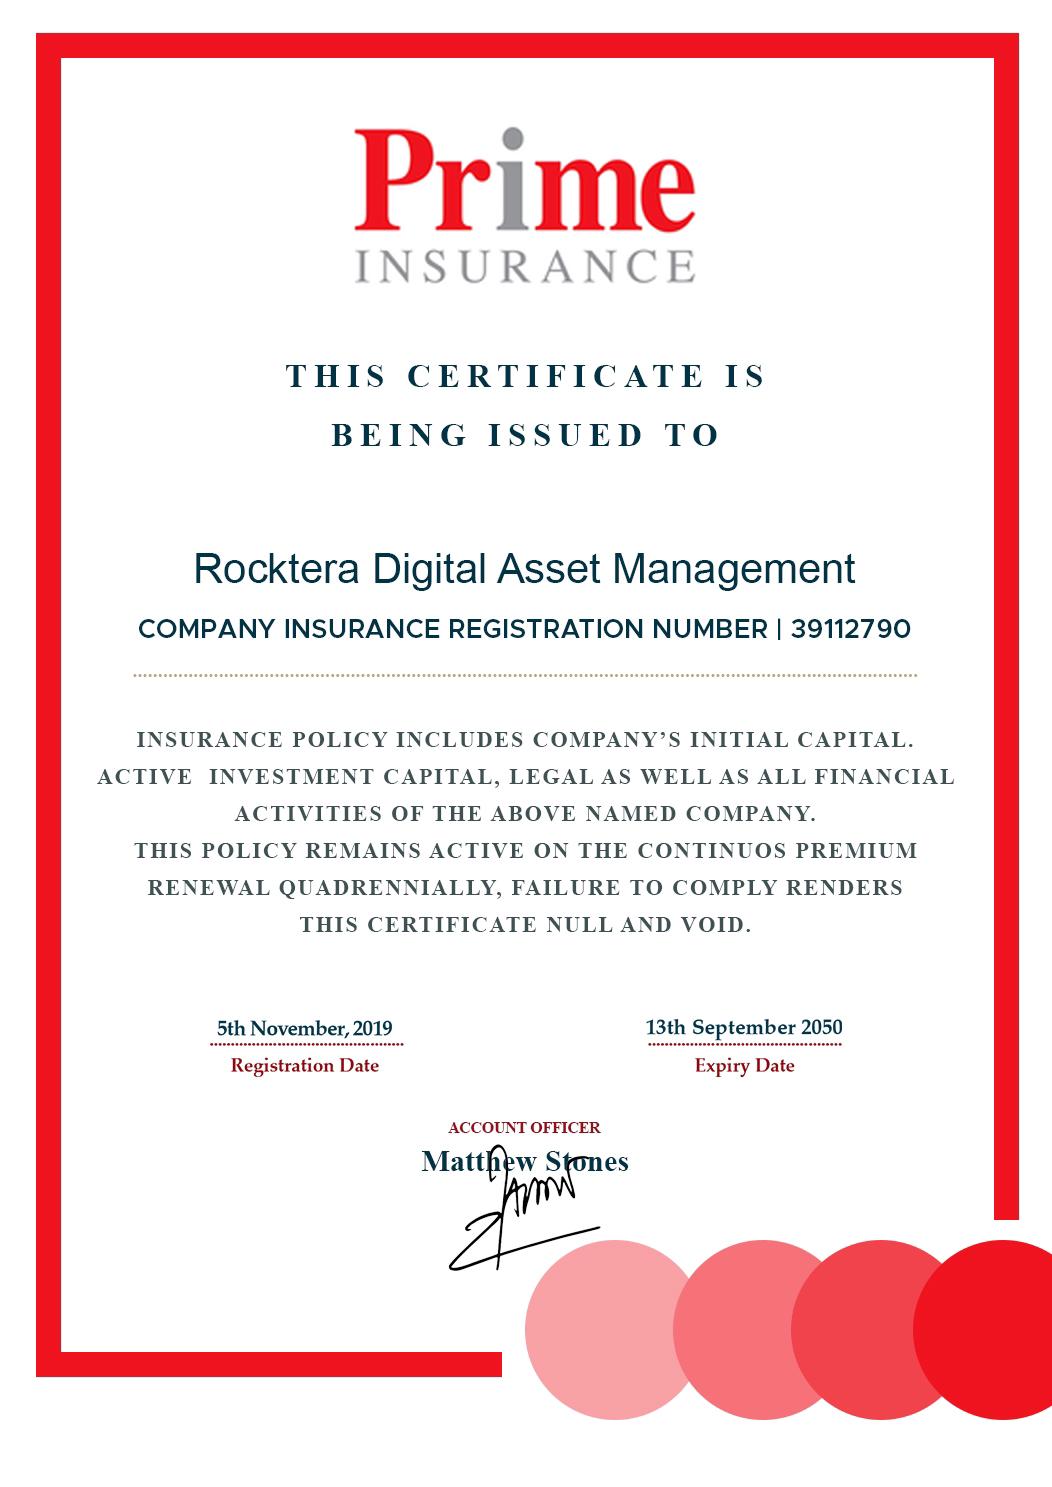 Prime
INSURANCE
THIS CERTIFICATE IS
BEING ISSUED TO
Rocktera Digital Asset Management
COMPANY INSURANCE REGISTRATION NUMBER | 39112790
INSURANCE POLICY INCLUDES COMPANY’S INITIAL CAPITAL.
ACTIVE INVESTMENT CAPITAL, LEGAL AS WELL AS ALL FINANCIAL
ACTIVITIES OF THE ABOVE NAMED COMPANY.
THIS POLICY REMAINS ACTIVE ON THE CONTINUOS PREMIUM
RENEWAL QUADRENNIALLY, FAILURE TO COMPLY RENDERS
THIS CERTIFICATE NULL AND VOID.
5th November, 2019
Registration Date
13th September 2050
Expiry Date
ACCOUNT OFFICER
Matthew Stones